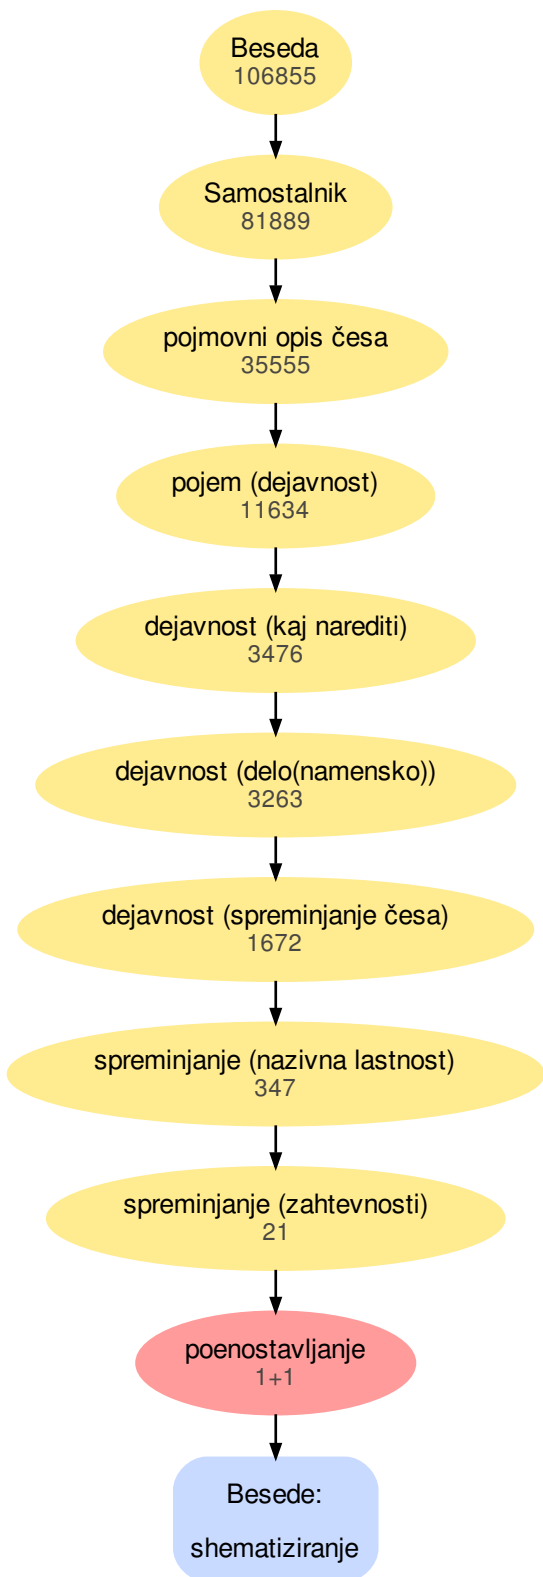 Beseda
106855
Samostalnik
81889
pojmovni opis česa
35555
pojem (dejavnost)
11634
dejavnost (kaj narediti)
3476
dejavnost (delo(namensko))
3263
dejavnost (spreminjanje česa)
1672
spreminjanje (nazivna lastnost)
347
spreminjanje (zahtevnosti)
21
poenostavljanje
1+1
Besede:
shematiziranje